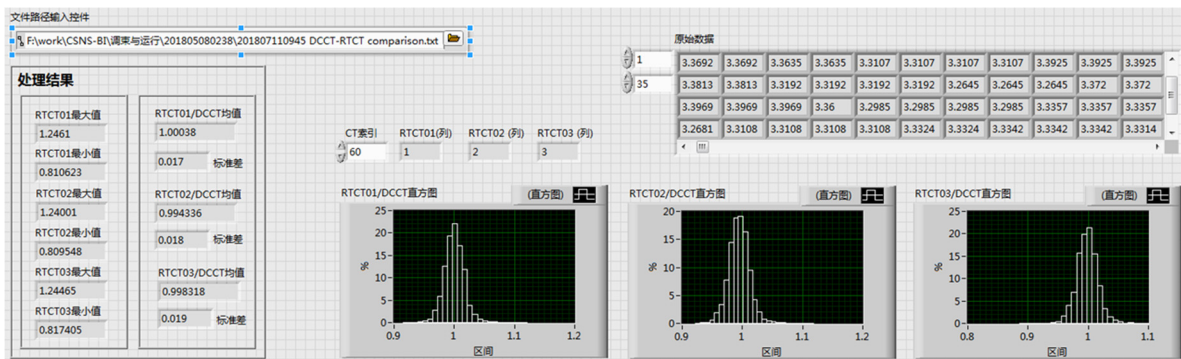 文件路径输入控件
F:\work\CSNS-BI\调束与运行\201805080238\201807110945 DCCT-RTCT comparison.txt
处理结果
RTCT01最大值
1.2461
RTCT01最小值
0.810623
RTCT02最大值
1.24001
RTCT02最小值
0.809548
RTCT03最大值
1.24465
RTCT03最小值
0.817405
RTCT01/DCCT均值
1.00038
0.017 标准差
RTCT02/DCCT均值
0.994336
0.018 标准差
RTCT03/DCCT均值
0.998318
0.019 标准差
CT索引 RTCT01(列) RTCT02 (列) RTCT03 (列)
60 1 2 3
原始数据
1
35
3.3692 3.3692 3.3635 3.3635 3.3107 3.3107 3.3107 3.3107 3.3925 3.3925 3.3925
3.3813 3.3813 3.3192 3.3192 3.3192 3.3192 3.2645 3.2645 3.2645 3.372 3.372
3.3969 3.3969 3.3969 3.36 3.2985 3.2985 3.2985 3.2985 3.3357 3.3357 3.3357
3.2681 3.3108 3.3108 3.3108 3.3108 3.3324 3.3324 3.3342 3.3342 3.3342 3.3314
RTCT01/DCCT直方图 (直方图)
25
20
15
10
5
0
%
0.9 1 1.1 1.2
区间
RTCT02/DCCT直方图 (直方图)
20
15
10
5
0
%
0.9 1 1.1 1.2
区间
RTCT03/DCCT直方图 (直方图)
25
20
15
10
5
0
%
0.8 0.9 1 1.1
区间